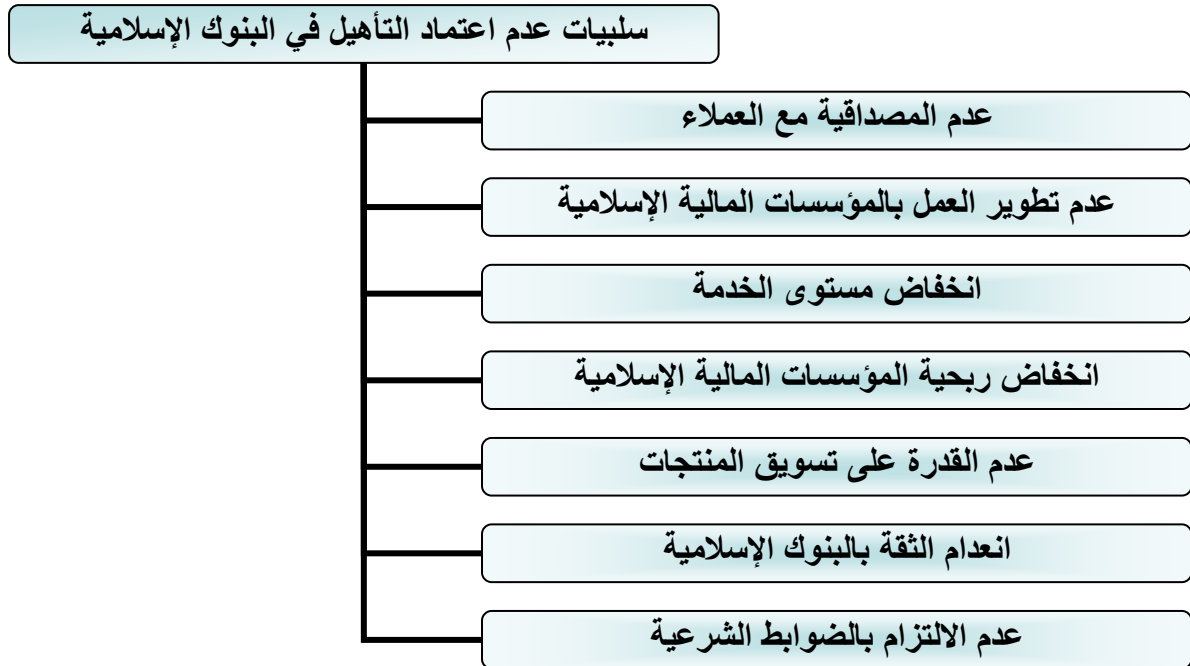 سلبيات عدم اعتماد التأهيل في البنوك الإسلامية
عدم المصداقية مع العملاء
عدم تطوير العمل بالمؤسسات المالية الإسلامية
انخفاض مستوى الخدمة
انخفاض ربحية المؤسسات المالية الإسلامية
عدم القدرة على تسويق المنتجات
انعدام الثقة بالبنوك الإسلامية
عدم الالتزام بالضوابط الشرعية